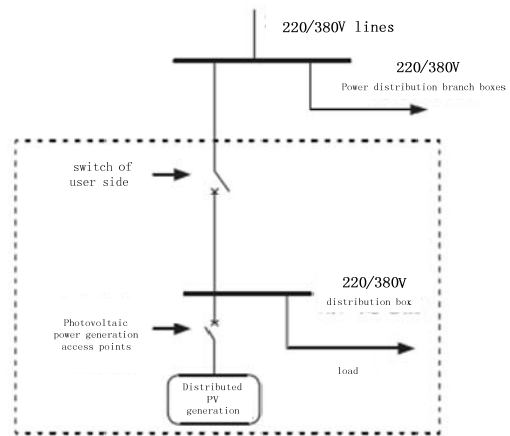 220/380V lines
220/380V
Power distribution branch boxes
switch of
user side
220/380V
distribution box
Photovoltaic
power generation
access points
load
Distributed
PV
generation